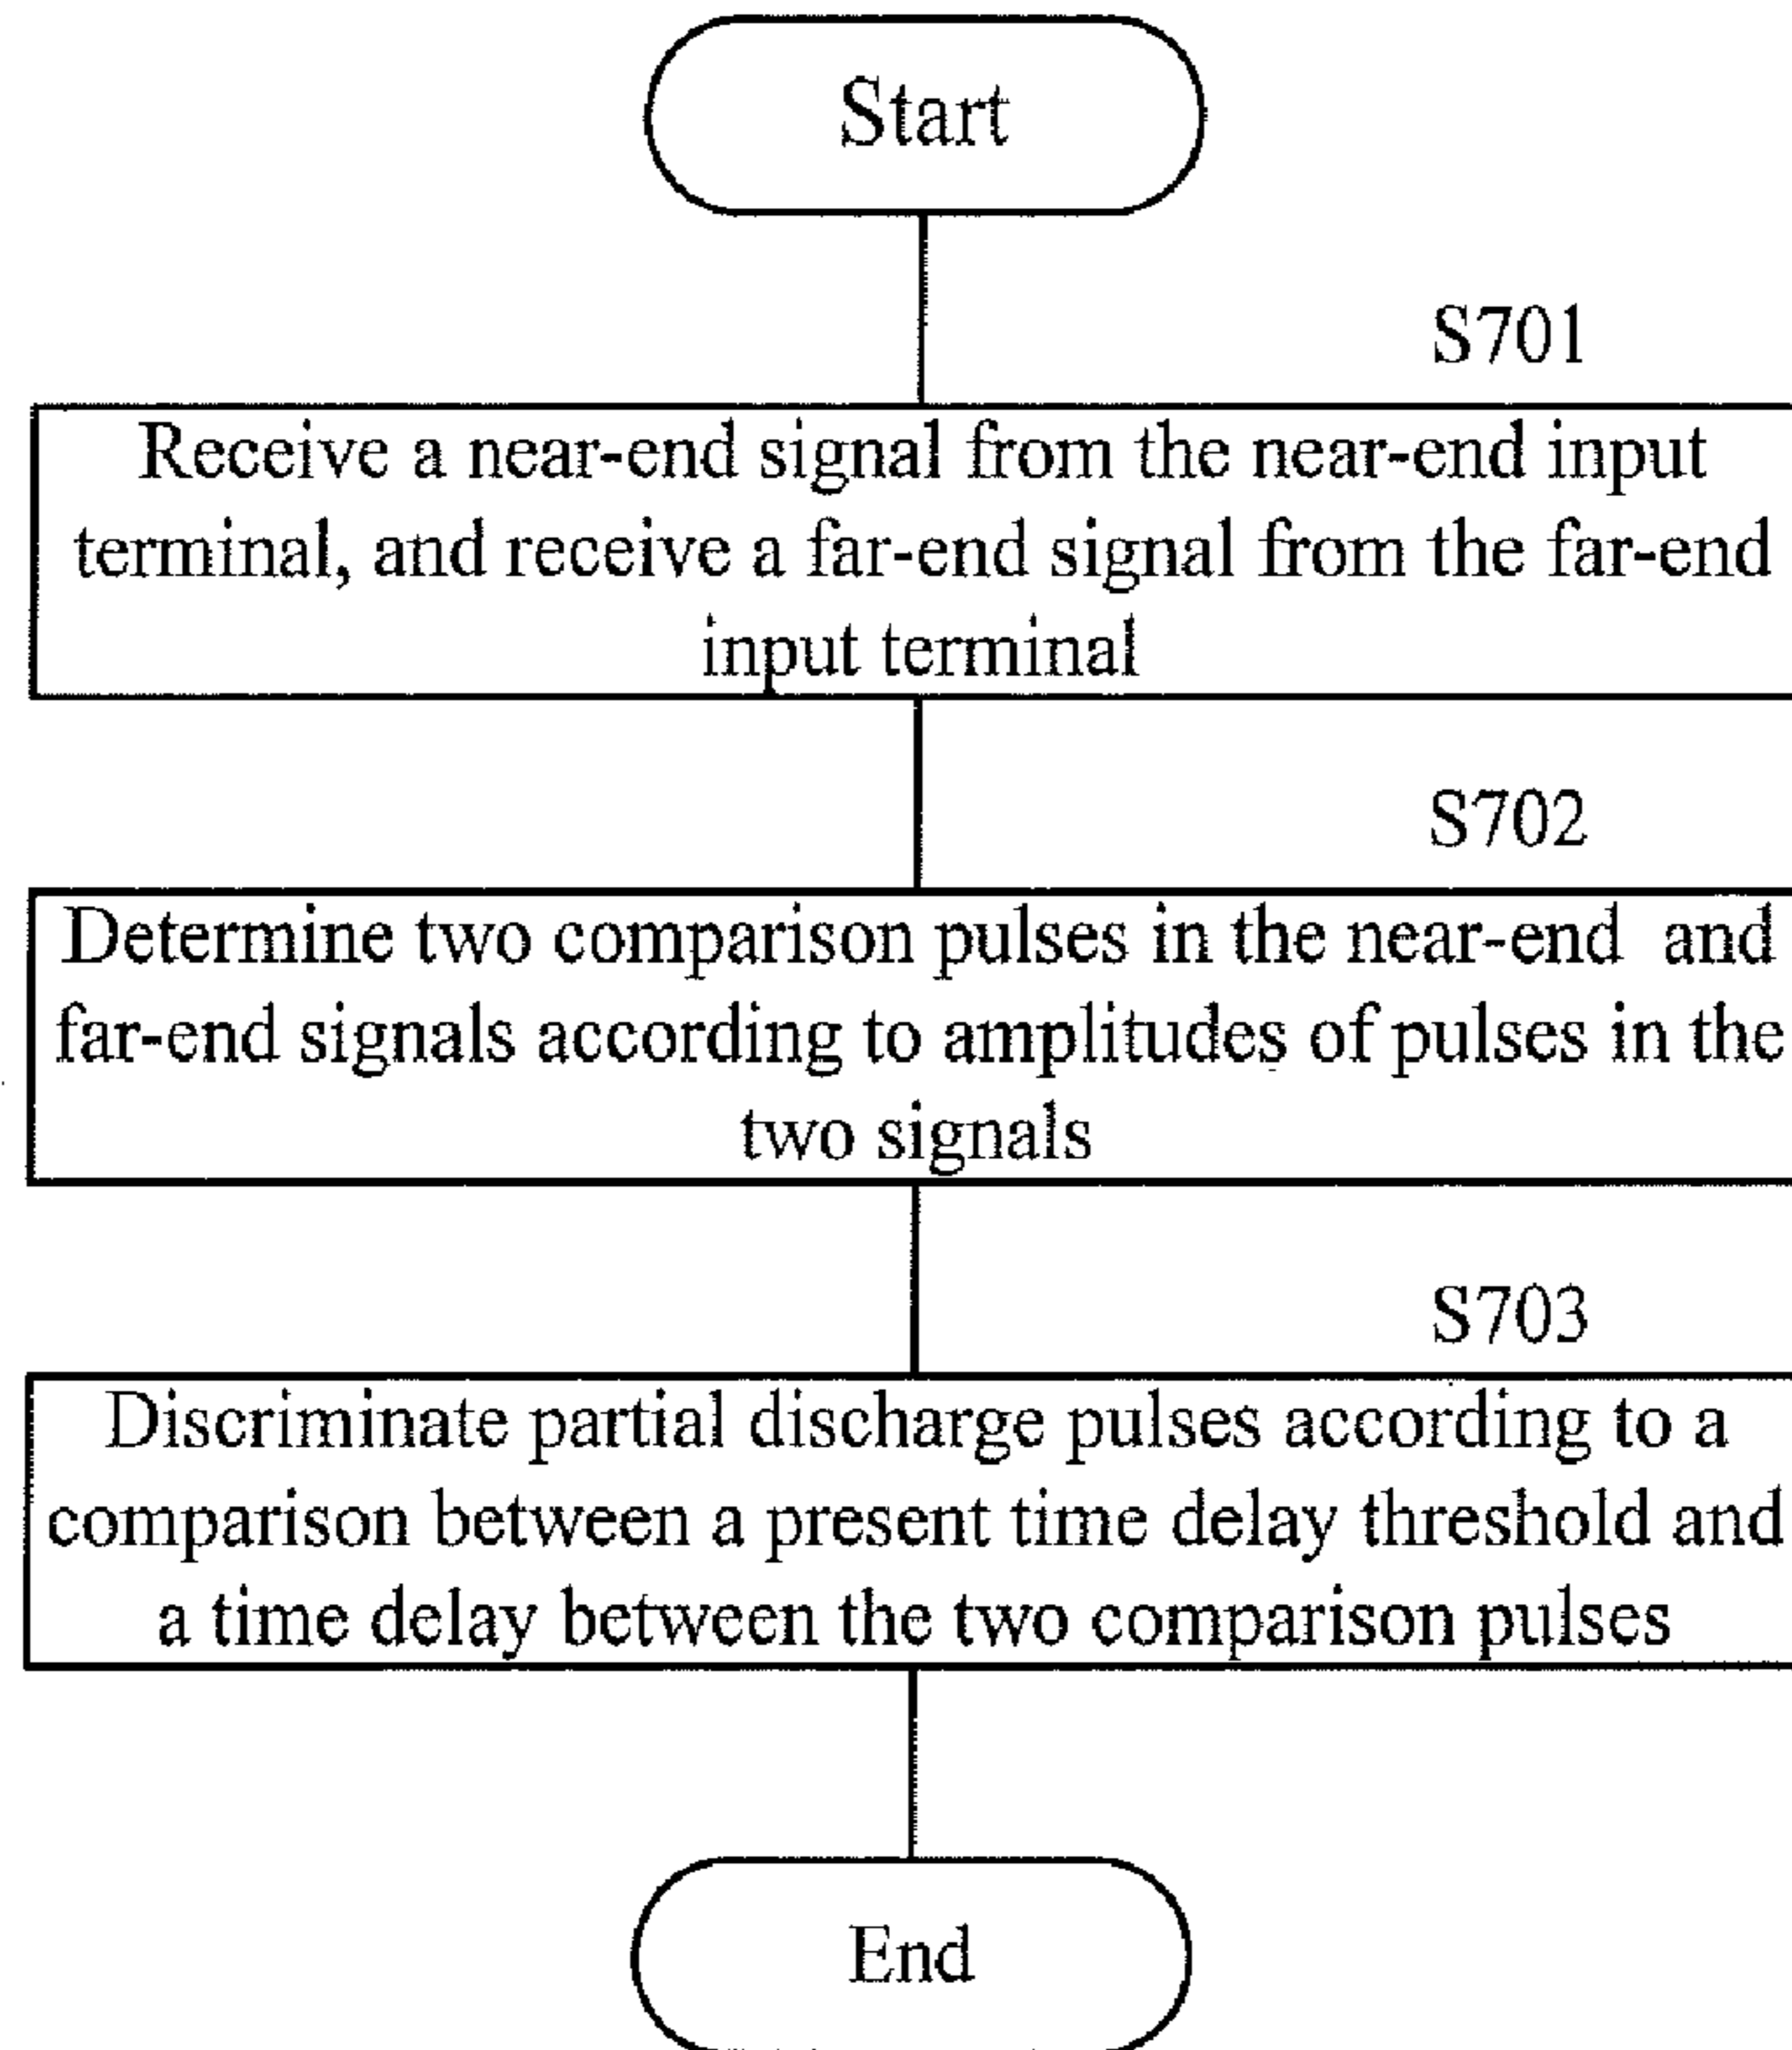 Start
S701
Receive a near-end signal from the near-end input
terminal, and receive a far-end signal from the far-end
input terminal
S702
Determine two comparison pulses in the near-end and
far-end signals according to amplitudes of pulses in the
two signals
S703
Discriminate partial discharge pulses according to a
comparison between a present time delay threshold and
a time delay between the two comparison pulses
End